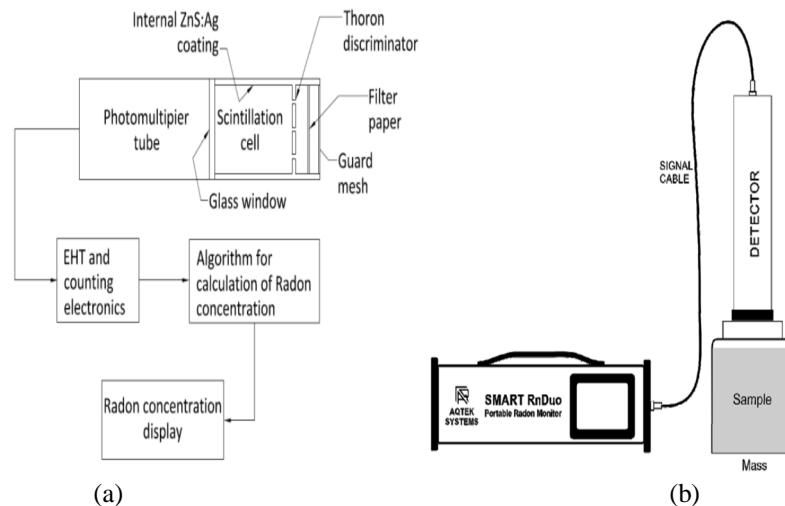 Internal ZnS:Ag
coating
Thoron
discriminator
Photomultipier
tube
Scintillation
cell
Filter
paper
Guard
mesh
Glass window
EHT and
counting
electronics
Algorithm for
calculation of Radon
concentration
Radon concentration
display
(a)
SIGNAL
CABLE
DETECTOR
AQTEK
SYSTEMS
SMART RnDuo
Portable Radon Monitor
Sample
Mass
(b)